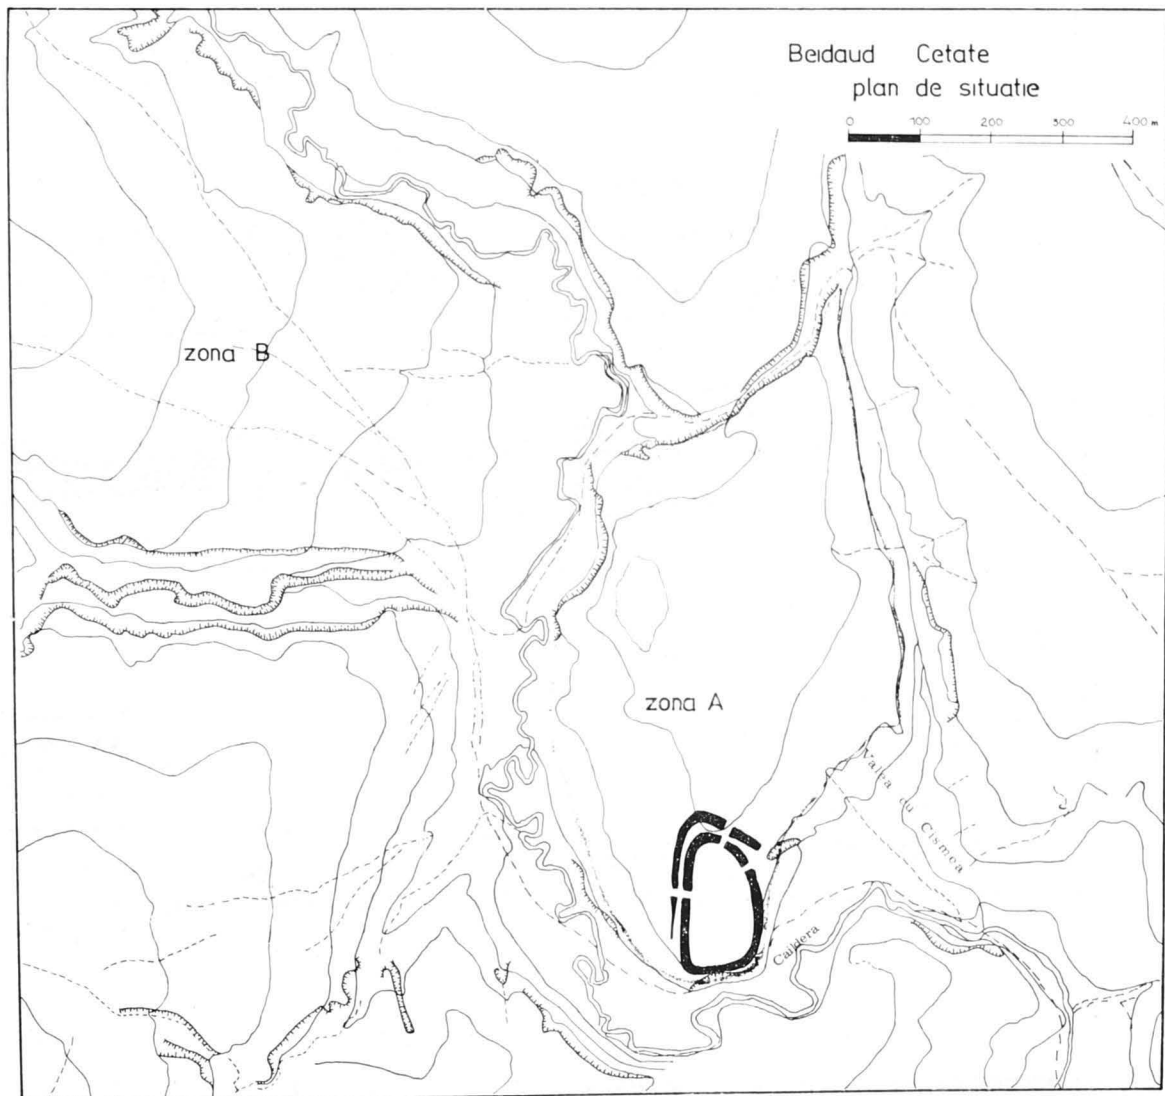 Beidaud Cetate
plan de situatie
0 100 200 300 400 m
zona B
zona A
Valea cu Cismea
Caldera